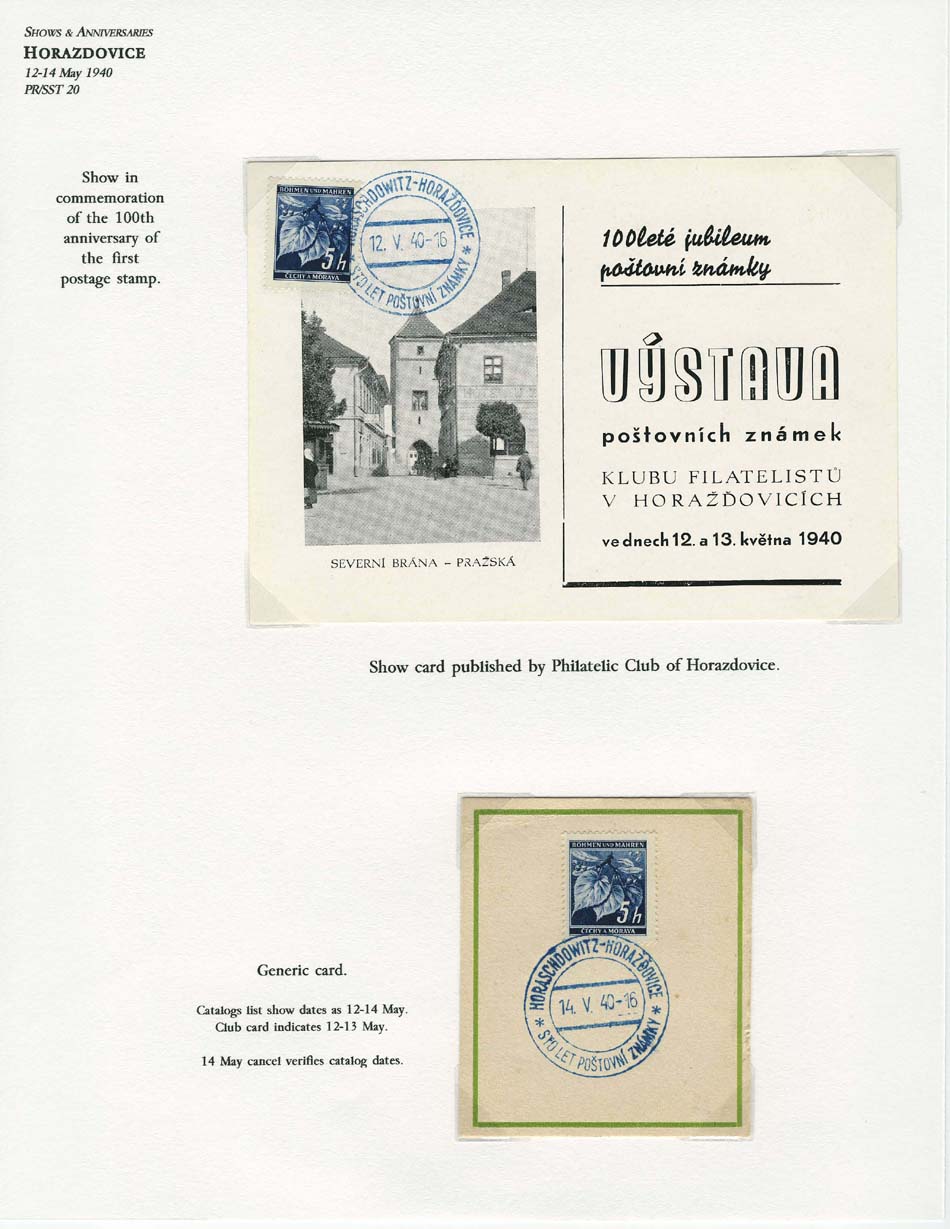 SHOWS & ANNIVERSARIES
HORAZDOVICE
12-14 May 1940
PR/SST 20
Show in
commemoration
of the 100th
anniversary of
the first
postage stamp.
BÖHMEN UND MÄHREN
5 h
ČECHY A MORAVA
HORASCHDOWITZ-HORAŽĎOVICE
12. V. 40-16
* STO LET POŠTOVNÍ ZNÁMKY *
SEVERNÍ BRÁNA – PRAŽSKÁ
100leté jubileum
poštovní známky
VÝSTAVA
poštovních známek
KLUBU FILATELISTŮ
V HORAŽĎOVICÍCH
ve dnech 12. a 13. května 1940
Show card published by Philatelic Club of Horazdovice.
BÖHMEN UND MÄHREN
5 h
ČECHY A MORAVA
HORASCHDOWITZ-HORAŽĎOVICE
14. V. 40-16
* STO LET POŠTOVNÍ ZNÁMKY *
Generic card.
Catalogs list show dates as 12-14 May.
Club card indicates 12-13 May.
14 May cancel verifies catalog dates.